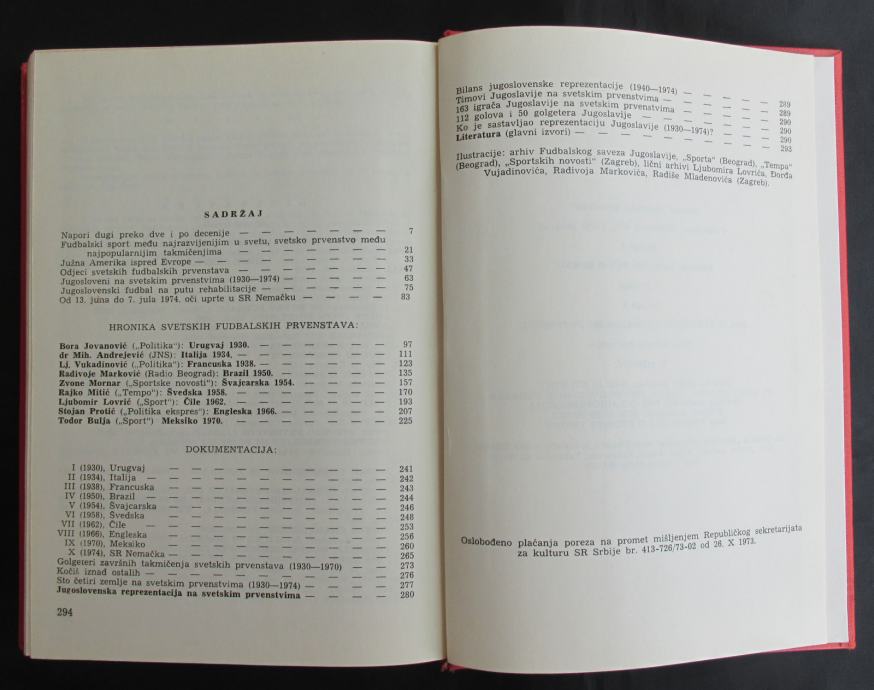 SADRŽAJ
Napori dugi preko dve i po decenije — — — — — — — 7
Fudbalski sport među najrazvijenijim u svetu, svetsko prvenstvo među
najpopularnijim takmičenjima — — — — — — — 21
Južna Amerika ispred Evrope — — — — — — — — 33
Odjeci svetskih fudbalskih prvenstava — — — — — — — 47
Jugosloveni na svetskim prvenstvima (1930—1974) — — — — — 63
Jugoslovenski fudbal na putu rehabilitacije — — — — — — 75
Od 13. juna do 7. jula 1974. oči uprte u SR Nemačku — — — — 83
HRONIKA SVETSKIH FUDBALSKIH PRVENSTAVA:
Bora Jovanović („Politika“): Urugvaj 1930. — — — — — — 97
dr Mih. Andrejević (JNS): Italija 1934. — — — — — — — 111
Lj. Vukadinović („Politika“): Francuska 1938. — — — — — — 123
Radivoje Marković (Radio Beograd): Brazil 1950. — — — — — 135
Zvone Mornar („Sportske novosti“): Švajcarska 1954. — — — — 157
Rajko Mitić („Tempo“): Švedska 1958. — — — — — — — 170
Ljubomir Lovrić („Sport“): Čile 1962. — — — — — — — 193
Stojan Protić („Politika ekspres“): Engleska 1966. — — — — — 207
Todor Bulja („Sport“) Meksiko 1970. — — — — — — — 225
DOKUMENTACIJA:
I (1930), Urugvaj — — — — — — — — — — 241
II (1934), Italija — — — — — — — — — — — 242
III (1938), Francuska — — — — — — — — — — 243
IV (1950), Brazil — — — — — — — — — — — 244
V (1954), Švajcarska — — — — — — — — — — 246
VI (1958), Švedska — — — — — — — — — — 248
VII (1962), Čile — — — — — — — — — — — 253
VIII (1966), Engleska — — — — — — — — — — 256
IX (1970), Meksiko — — — — — — — — — — 260
X (1974), SR Nemačka — — — — — — — — — — 265
Golgeteri završnih takmičenja svetskih prvenstava (1930—1970) — — 273
Kočiš iznad ostalih — — — — — — — — — — — 276
Sto četiri zemlje na svetskim prvenstvima (1930—1974) — — — — 277
Jugoslovenska reprezentacija na svetskim prvenstvima — — — — 280
294
Bilans jugoslovenske reprezentacije (1940—1974) — — — — — 289
Timovi Jugoslavije na svetskim prvenstvima — — — — — — 289
163 igrača Jugoslavije na svetskim prvenstvima — — — — — 290
112 golova i 50 golgetera Jugoslavije — — — — — — — 290
Ko je sastavljao reprezentaciju Jugoslavije (1930—1974)? — — — 290
Literatura (glavni izvori) — — — — — — — — — 293
Ilustracije: arhiv Fudbalskog saveza Jugoslavije, „Sporta“ (Beograd), „Tempa“
(Beograd), „Sportskih novosti“ (Zagreb), lični arhivi Ljubomira Lovrića, Đorđa
Vujadinovića, Radivoja Markovića, Radiše Mladenovića (Zagreb).
Oslobođeno plaćanja poreza na promet mišljenjem Republičkog sekretarijata
za kulturu SR Srbije br. 413-726/73-02 od 26. X 1973.